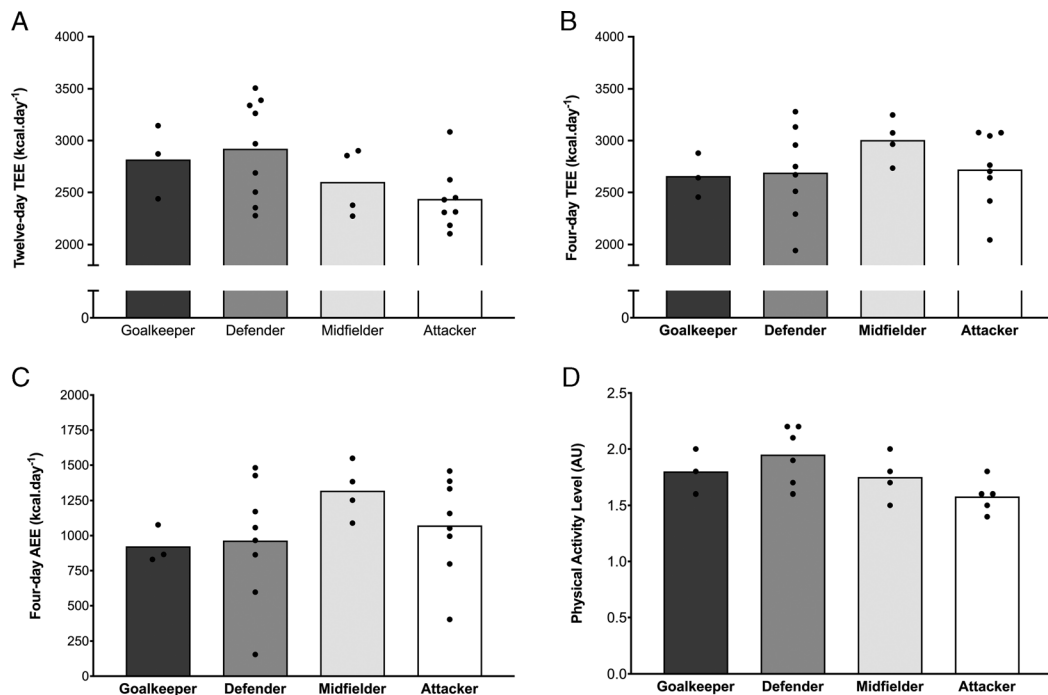 A
Twelve-day TEE (kcal.day⁻¹)
4000
3500
3000
2500
2000
0
Goalkeeper Defender Midfielder Attacker
B
Four-day TEE (kcal.day⁻¹)
4000
3500
3000
2500
2000
0
Goalkeeper Defender Midfielder Attacker
C
Four-day AEE (kcal.day⁻¹)
2000
1750
1500
1250
1000
750
500
250
0
Goalkeeper Defender Midfielder Attacker
D
Physical Activity Level (AU)
2.5
2.0
1.5
1.0
0.5
0.0
Goalkeeper Defender Midfielder Attacker